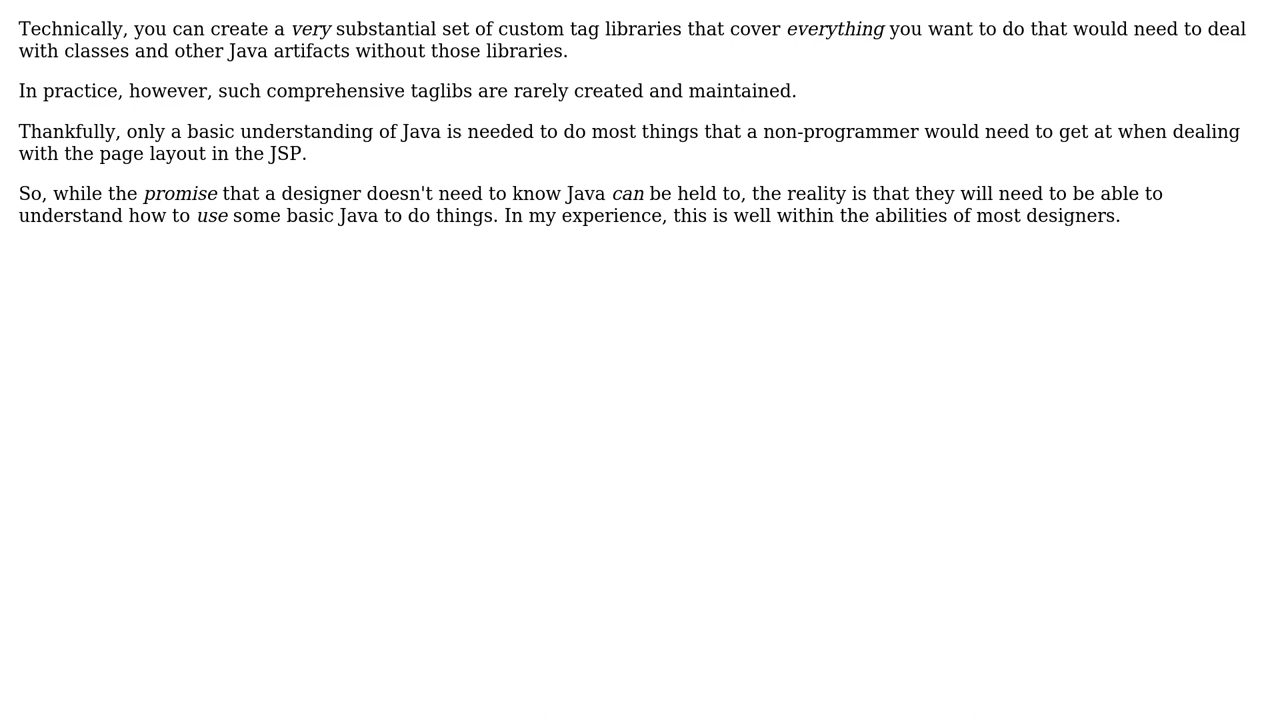 Technically, you can create a very substantial set of custom tag libraries that cover everything you want to do that would need to deal
with classes and other Java artifacts without those libraries.
In practice, however, such comprehensive taglibs are rarely created and maintained.
Thankfully, only a basic understanding of Java is needed to do most things that a non-programmer would need to get at when dealing
with the page layout in the JSP.
So, while the promise that a designer doesn't need to know Java can be held to, the reality is that they will need to be able to
understand how to use some basic Java to do things. In my experience, this is well within the abilities of most designers.